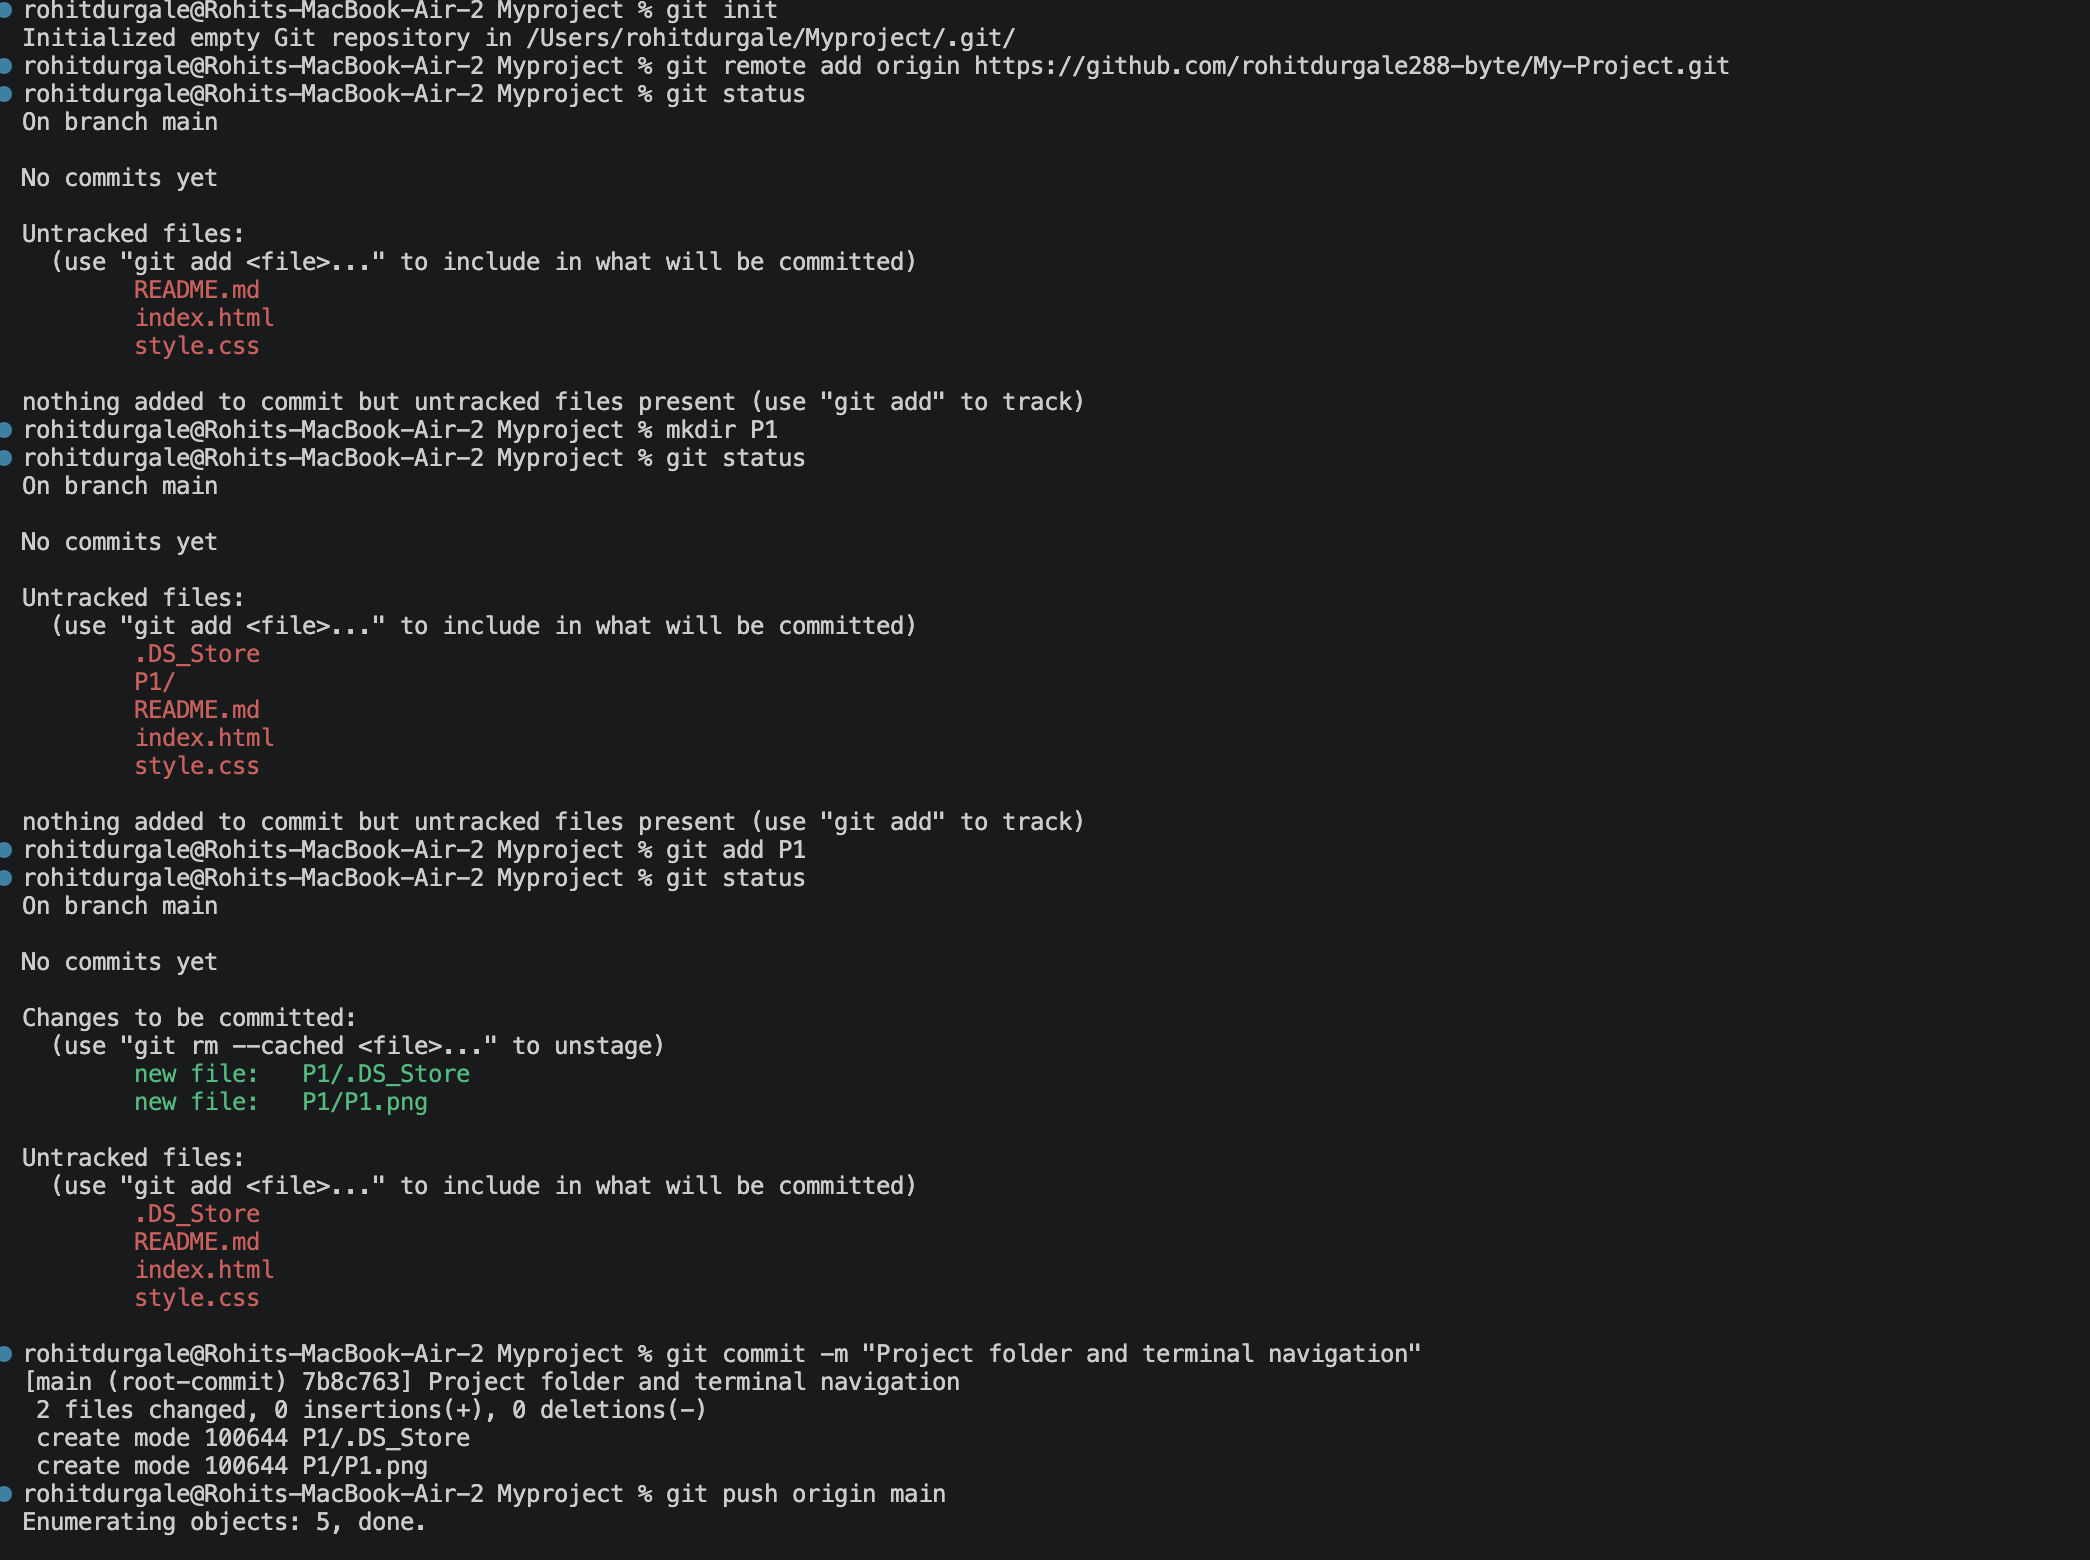 rohitdurgale@Rohits-MacBook-Air-2 Myproject % git init
Initialized empty Git repository in /Users/rohitdurgale/Myproject/.git/
rohitdurgale@Rohits-MacBook-Air-2 Myproject % git remote add origin https://github.com/rohitdurgale288-byte/My-Project.git
rohitdurgale@Rohits-MacBook-Air-2 Myproject % git status
On branch main

No commits yet

Untracked files:
  (use "git add <file>..." to include in what will be committed)
        README.md
        index.html
        style.css

nothing added to commit but untracked files present (use "git add" to track)
rohitdurgale@Rohits-MacBook-Air-2 Myproject % mkdir P1
rohitdurgale@Rohits-MacBook-Air-2 Myproject % git status
On branch main

No commits yet

Untracked files:
  (use "git add <file>..." to include in what will be committed)
        .DS_Store
        P1/
        README.md
        index.html
        style.css

nothing added to commit but untracked files present (use "git add" to track)
rohitdurgale@Rohits-MacBook-Air-2 Myproject % git add P1
rohitdurgale@Rohits-MacBook-Air-2 Myproject % git status
On branch main

No commits yet

Changes to be committed:
  (use "git rm --cached <file>..." to unstage)
        new file:   P1/.DS_Store
        new file:   P1/P1.png

Untracked files:
  (use "git add <file>..." to include in what will be committed)
        .DS_Store
        README.md
        index.html
        style.css

rohitdurgale@Rohits-MacBook-Air-2 Myproject % git commit -m "Project folder and terminal navigation"
[main (root-commit) 7b8c763] Project folder and terminal navigation
 2 files changed, 0 insertions(+), 0 deletions(-)
 create mode 100644 P1/.DS_Store
 create mode 100644 P1/P1.png
rohitdurgale@Rohits-MacBook-Air-2 Myproject % git push origin main
Enumerating objects: 5, done.